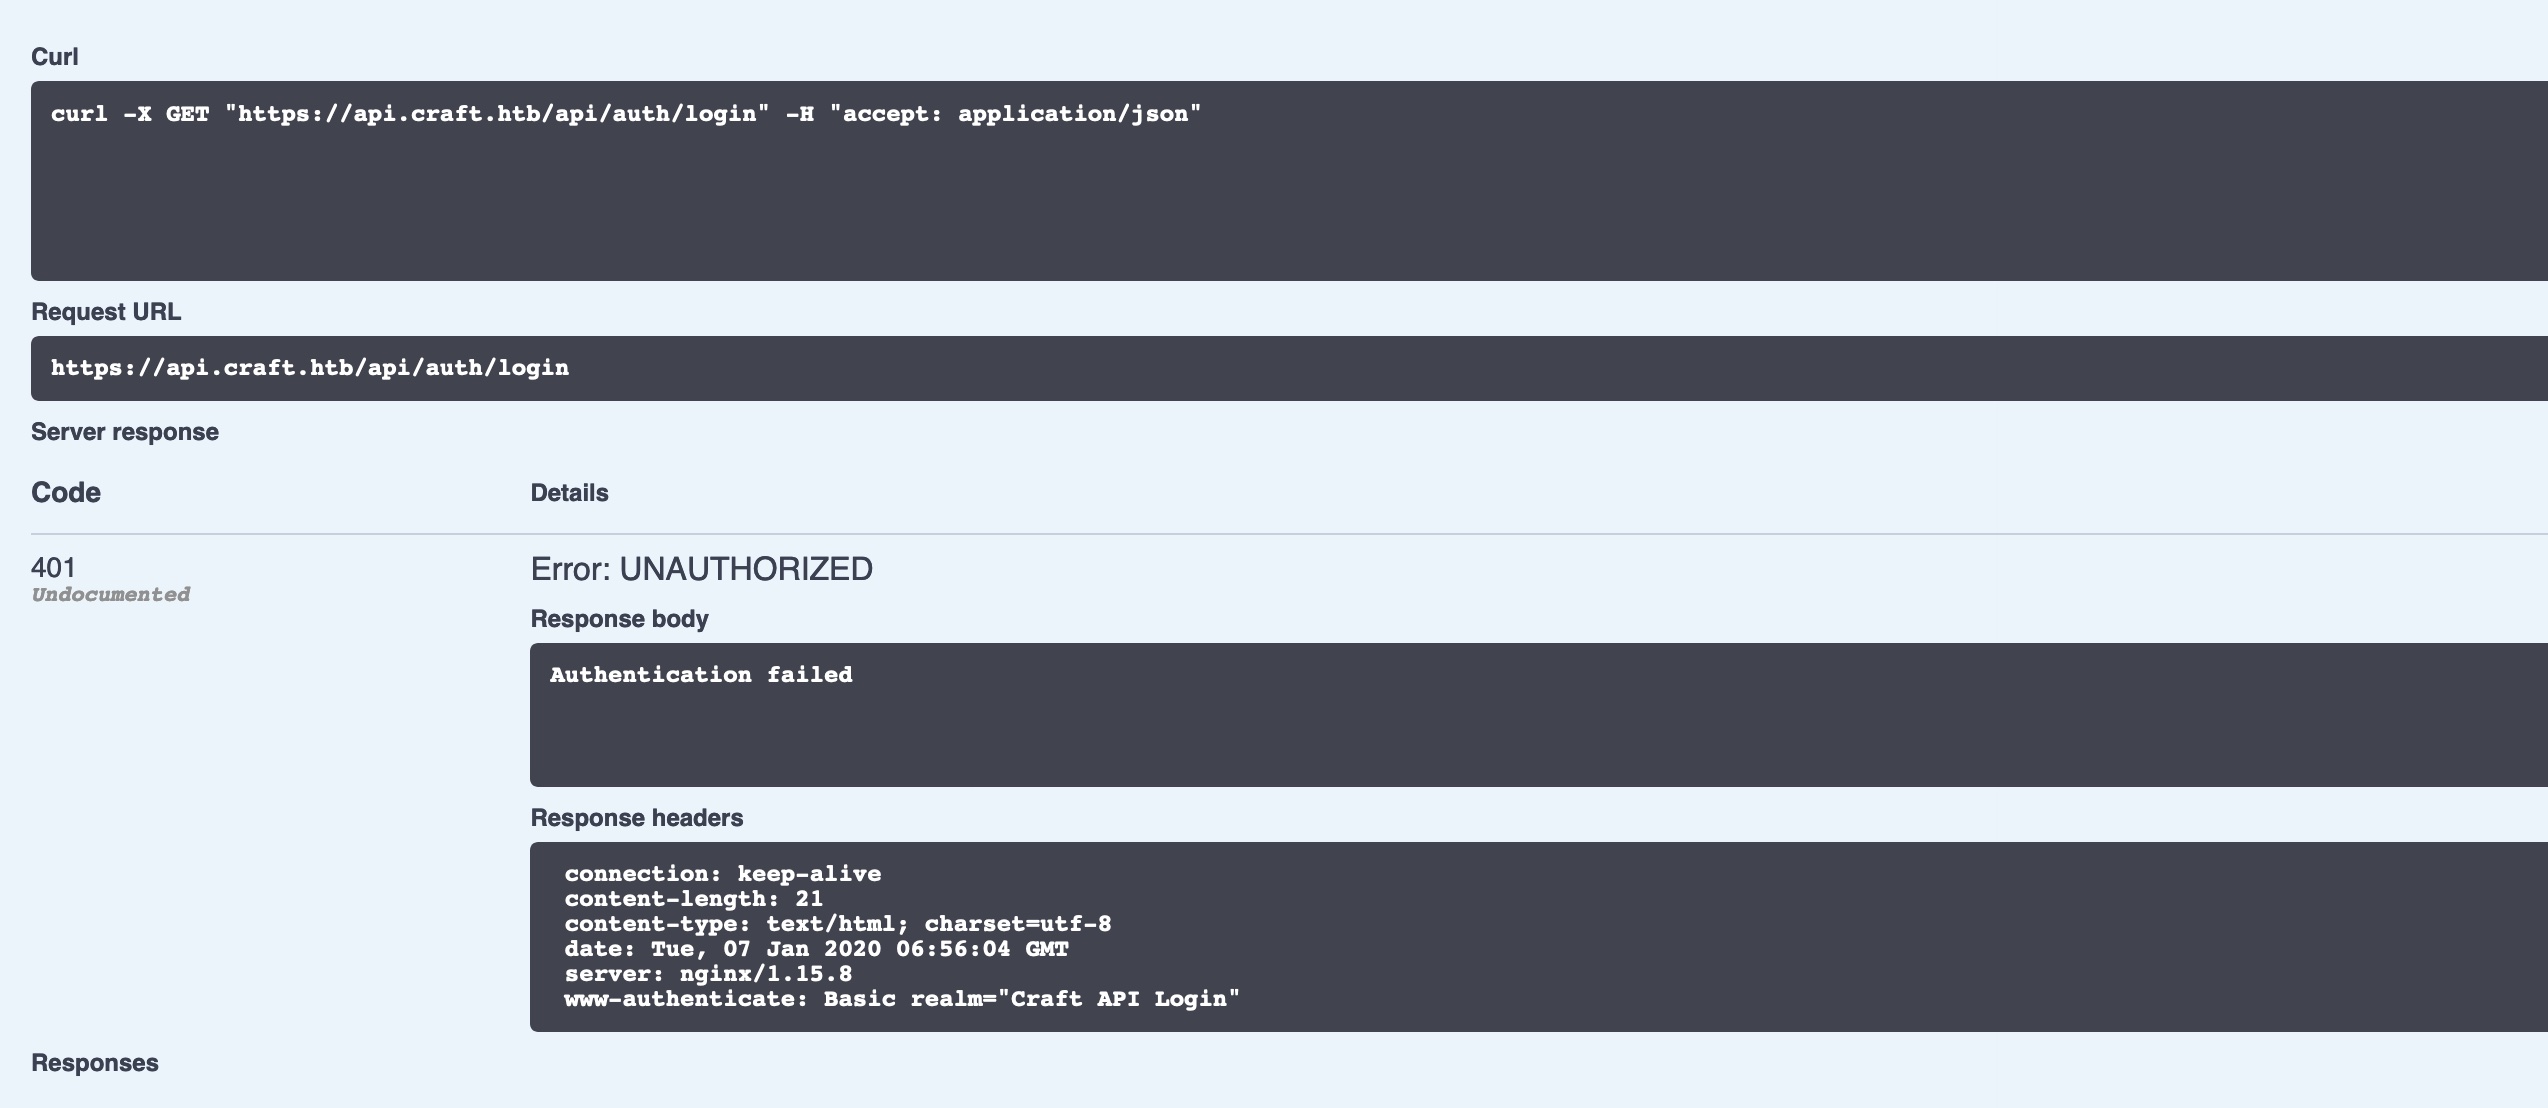 Curl
curl -X GET "https://api.craft.htb/api/auth/login" -H "accept: application/json"
Request URL
https://api.craft.htb/api/auth/login
Server response
Code Details
401 Error: UNAUTHORIZED
Undocumented
Response body
Authentication failed
Response headers
connection: keep-alive
content-length: 21
content-type: text/html; charset=utf-8
date: Tue, 07 Jan 2020 06:56:04 GMT
server: nginx/1.15.8
www-authenticate: Basic realm="Craft API Login"
Responses